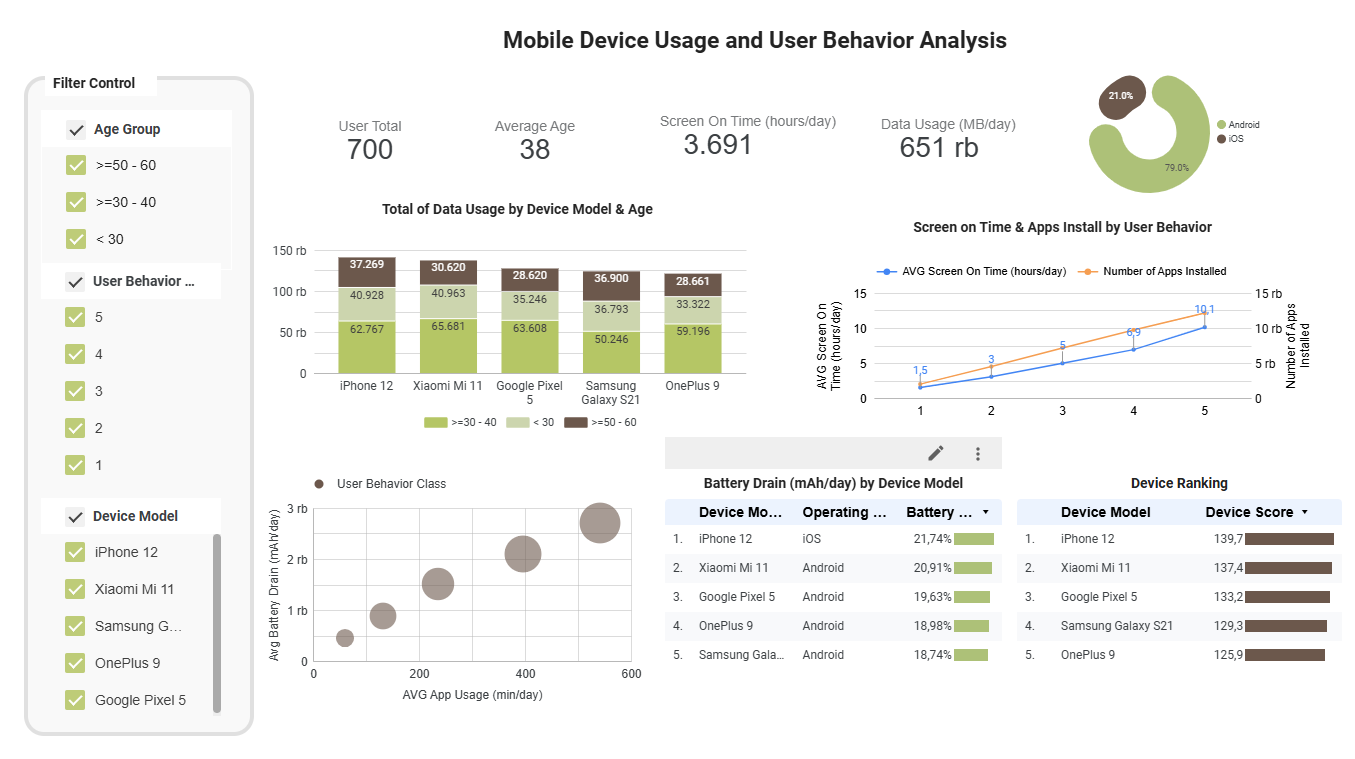 Mobile Device Usage and User Behavior Analysis
Filter Control
Age Group
>=50 - 60
>=30 - 40
< 30
User Behavior ...
5
4
3
2
1
Device Model
iPhone 12
Xiaomi Mi 11
Samsung G...
OnePlus 9
Google Pixel 5
User Total
700
Average Age
38
Screen On Time (hours/day)
3.691
Data Usage (MB/day)
651 rb
21.0%
79.0%
Android
iOS
Total of Data Usage by Device Model & Age
150 rb
100 rb
50 rb
0
37.269
40.928
62.767
30.620
40.963
65.681
28.620
35.246
63.608
36.900
36.793
50.246
28.661
33.322
59.196
iPhone 12
Xiaomi Mi 11
Google Pixel
5
Samsung
Galaxy S21
OnePlus 9
>=30 - 40
< 30
>=50 - 60
Screen on Time & Apps Install by User Behavior
AVG Screen On Time (hours/day)
Number of Apps Installed
AVG Screen On
Time (hours/day)
15
10
5
0
1,5
3
5
6,9
10,1
15 rb
10 rb
5 rb
0
Number of Apps
Installed
1
2
3
4
5
User Behavior Class
Avg Battery Drain (mAh/day)
3 rb
2 rb
1 rb
0
0
200
400
600
AVG App Usage (min/day)
Battery Drain (mAh/day) by Device Model
Device Mo... Operating ... Battery ...
1. iPhone 12 iOS 21,74%
2. Xiaomi Mi 11 Android 20,91%
3. Google Pixel 5 Android 19,63%
4. OnePlus 9 Android 18,98%
5. Samsung Gala... Android 18,74%
Device Ranking
Device Model Device Score
1. iPhone 12 139,7
2. Xiaomi Mi 11 137,4
3. Google Pixel 5 133,2
4. Samsung Galaxy S21 129,3
5. OnePlus 9 125,9